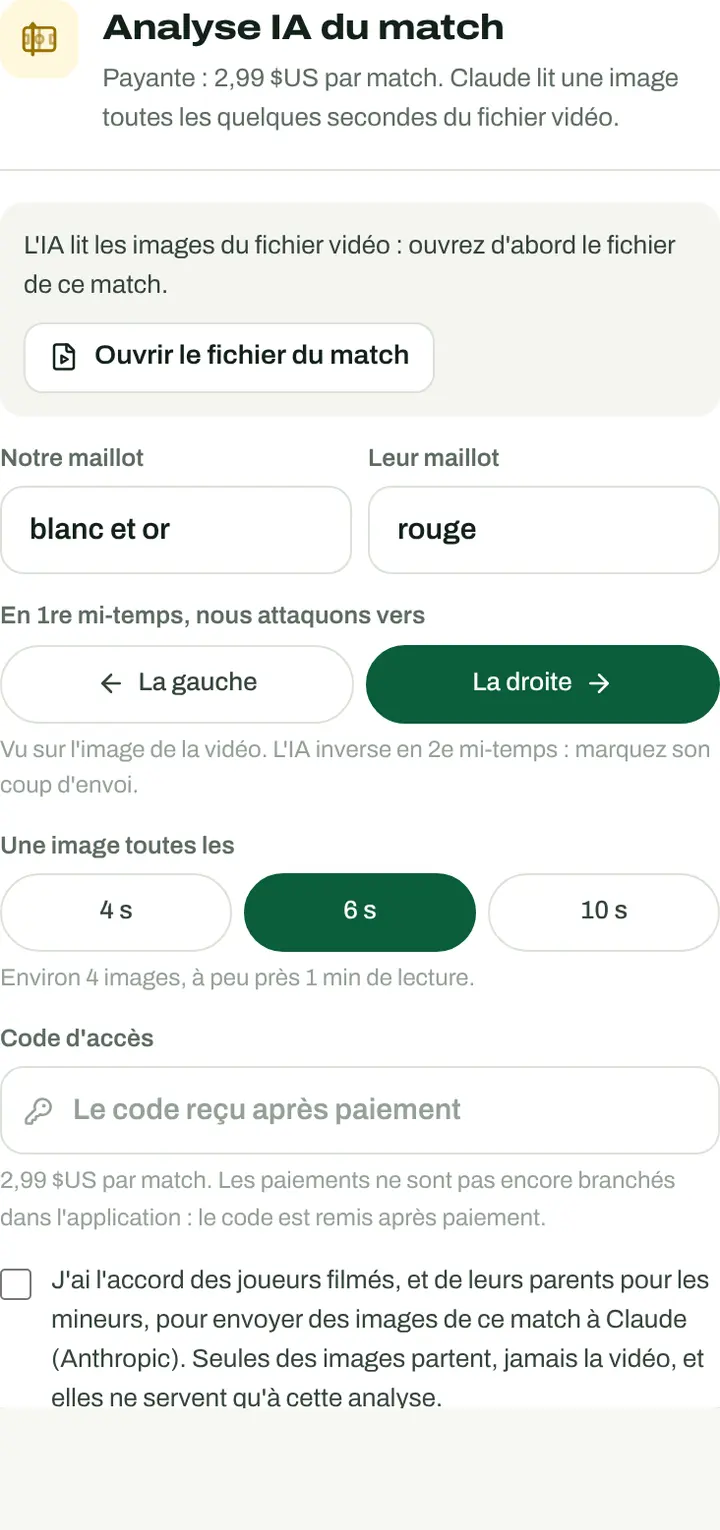 Analyse IA du match
Payante : 2,99 $US par match. Claude lit une image
toutes les quelques secondes du fichier vidéo.
L'IA lit les images du fichier vidéo : ouvrez d'abord le fichier
de ce match.
Ouvrir le fichier du match
Notre maillot
Leur maillot
blanc et or
rouge
En 1re mi-temps, nous attaquons vers
← La gauche
La droite →
Vu sur l'image de la vidéo. L'IA inverse en 2e mi-temps : marquez son
coup d'envoi.
Une image toutes les
4 s
6 s
10 s
Environ 4 images, à peu près 1 min de lecture.
Code d'accès
Le code reçu après paiement
2,99 $US par match. Les paiements ne sont pas encore branchés
dans l'application : le code est remis après paiement.
J'ai l'accord des joueurs filmés, et de leurs parents pour les
mineurs, pour envoyer des images de ce match à Claude
(Anthropic). Seules des images partent, jamais la vidéo, et
elles ne servent qu'à cette analyse.